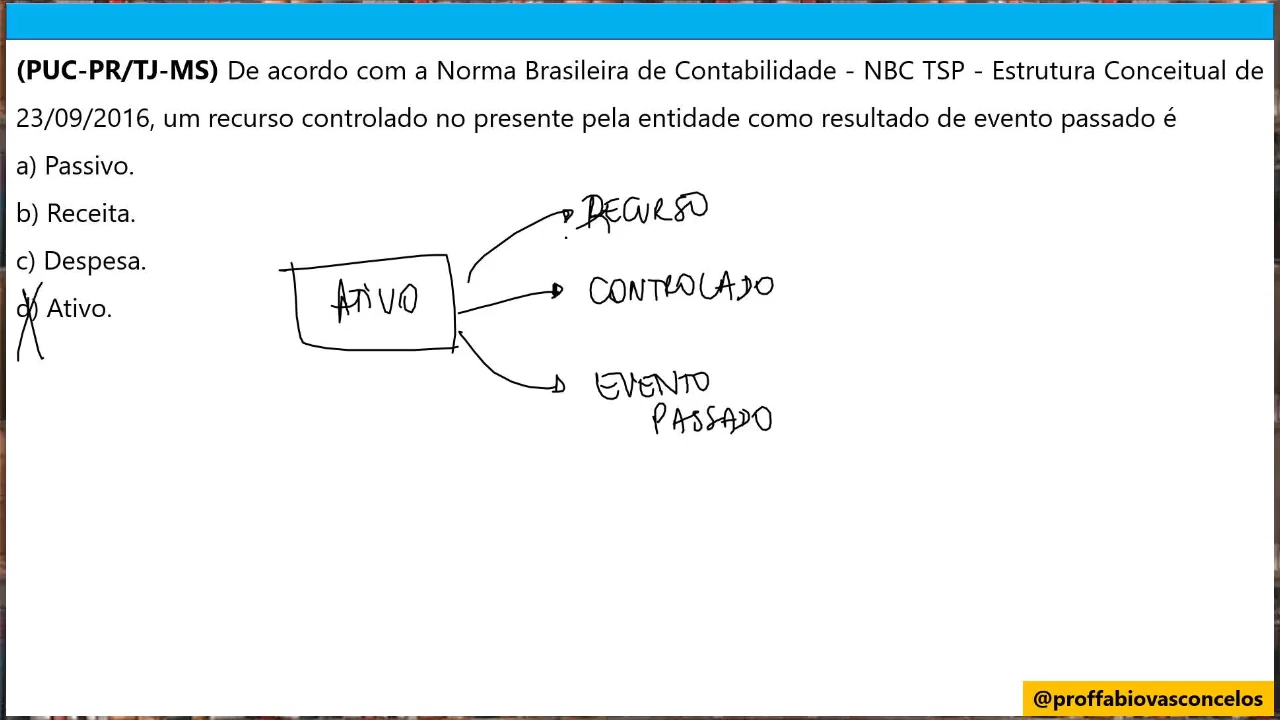 (PUC-PR/TJ-MS) De acordo com a Norma Brasileira de Contabilidade - NBC TSP - Estrutura Conceitual de
23/09/2016, um recurso controlado no presente pela entidade como resultado de evento passado é
a) Passivo.
b) Receita.
c) Despesa.
d) Ativo.
ATIVO
RECURSO
CONTROLADO
EVENTO
PASSADO
@proffabiovasconcelos